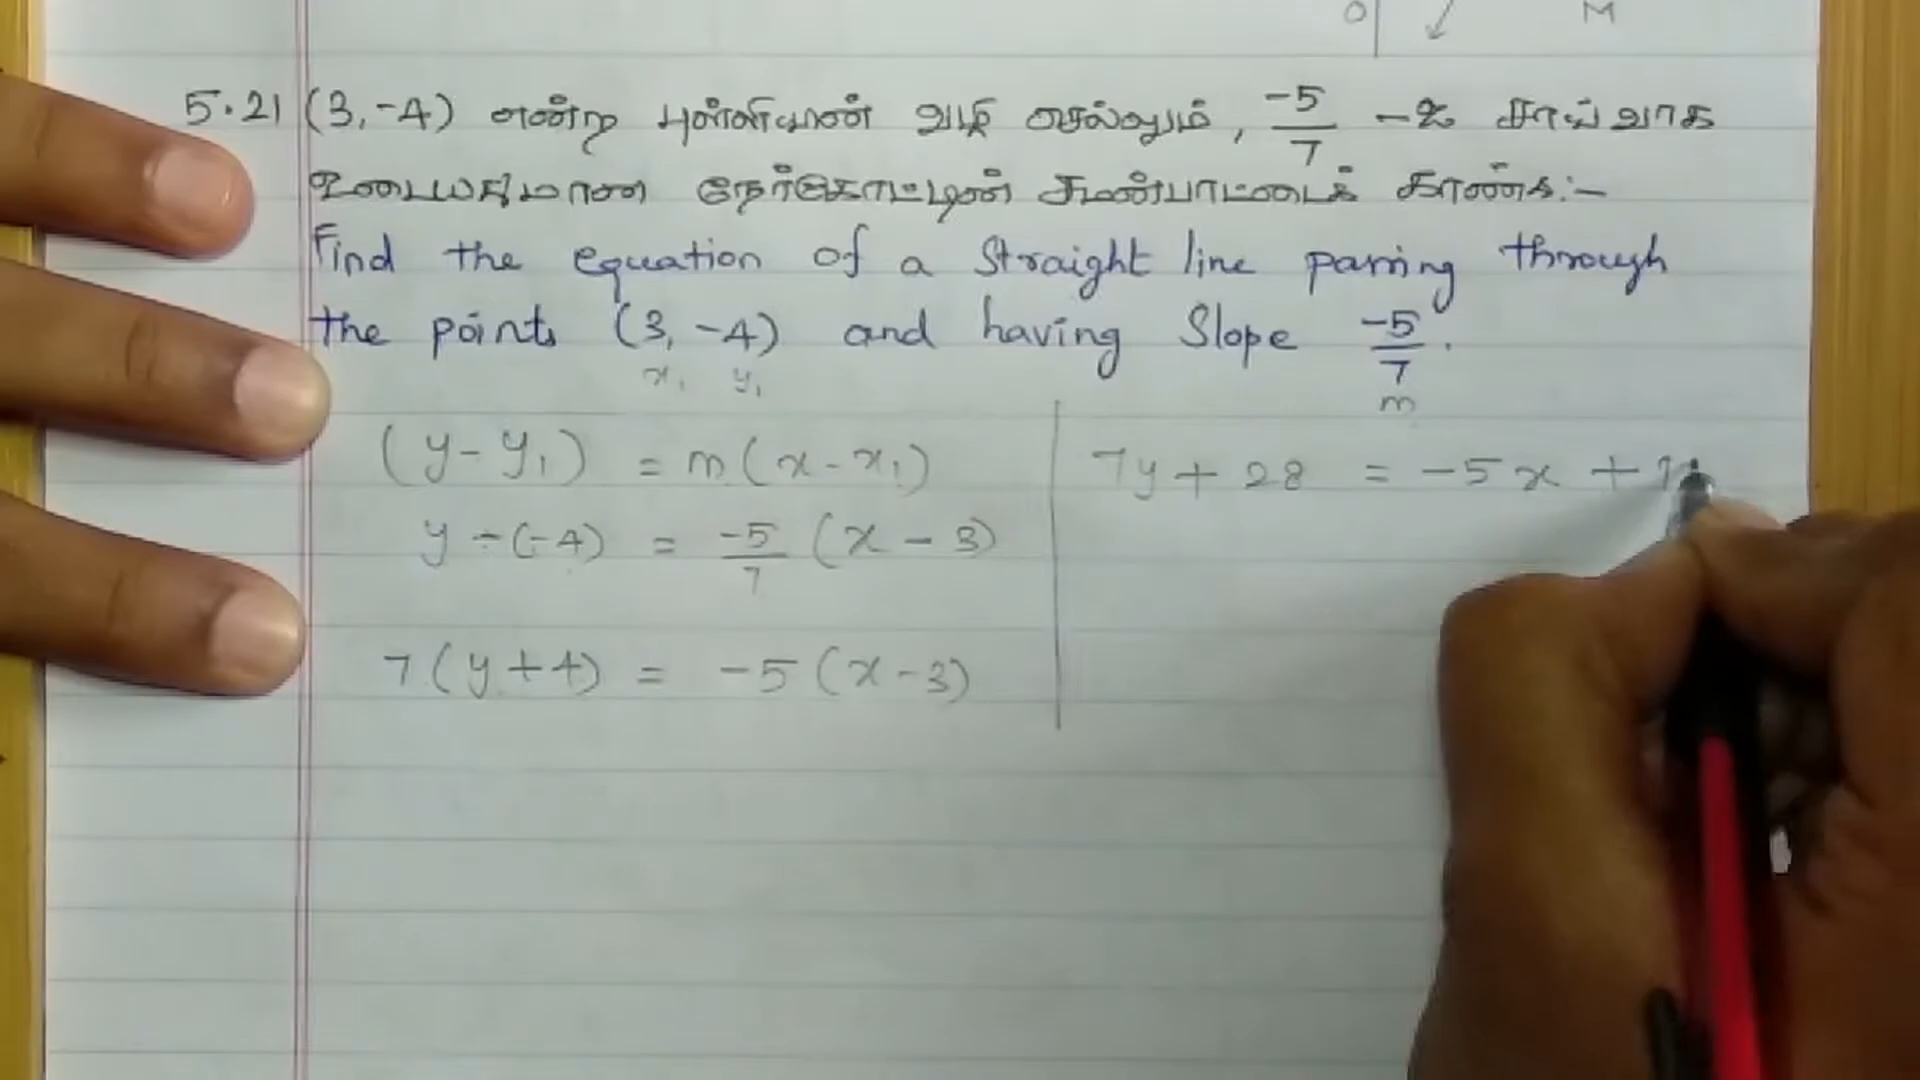 O M
5.21 (3,-4) என்ற புள்ளியின் வழி செல்லும், -5/7 -ஐ சாய்வாக
உடையதுமான நேர்கோட்டின் சமன்பாட்டைக் காண்க:-
Find the equation of a straight line passing through
the points (3, -4) and having Slope -5/7.
x₁ y₁ m
(y - y₁) = m(x - x₁)
y - (-4) = -5/7 (x - 3)
7(y+4) = -5(x-3)
7y + 28 = -5x +